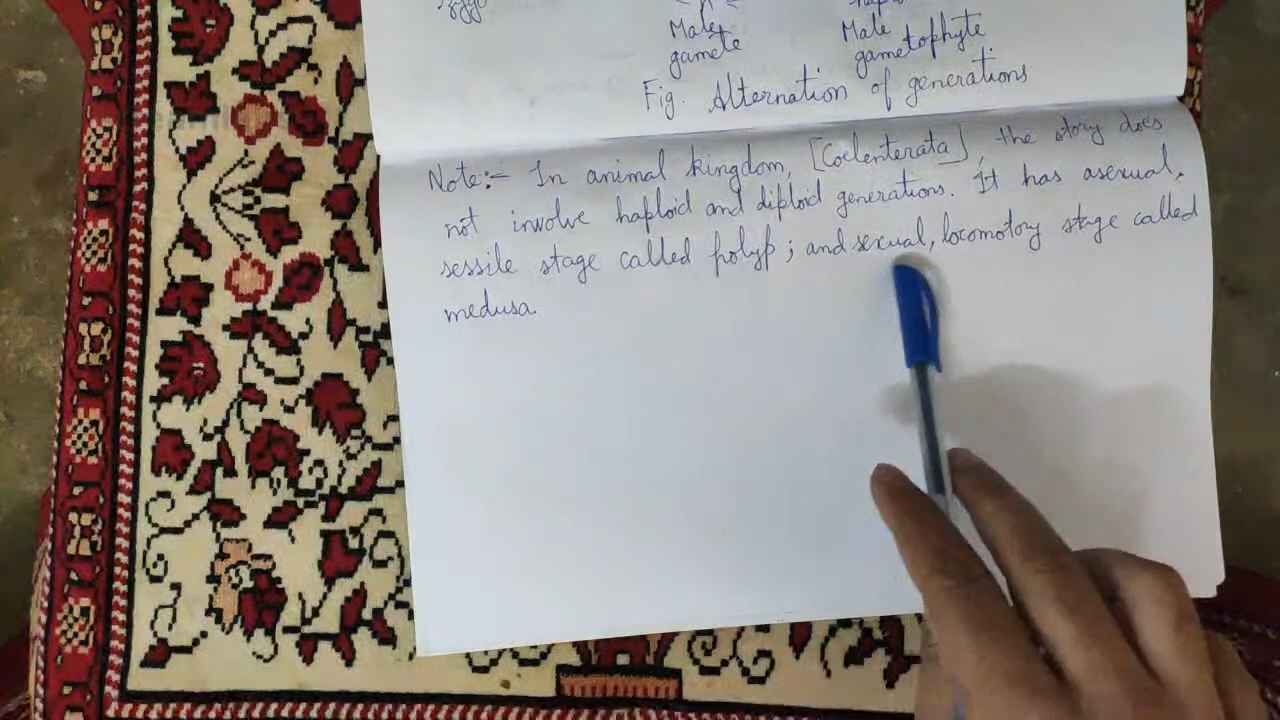 Male
gamete
Male
gametophyte
Fig. Alternation of generations
Note:- In animal kingdom, [Coelenterata], the story does
not involve haploid and diploid generations. It has asexual,
sessile stage called polyp; and sexual, locomotory stage called
medusa.